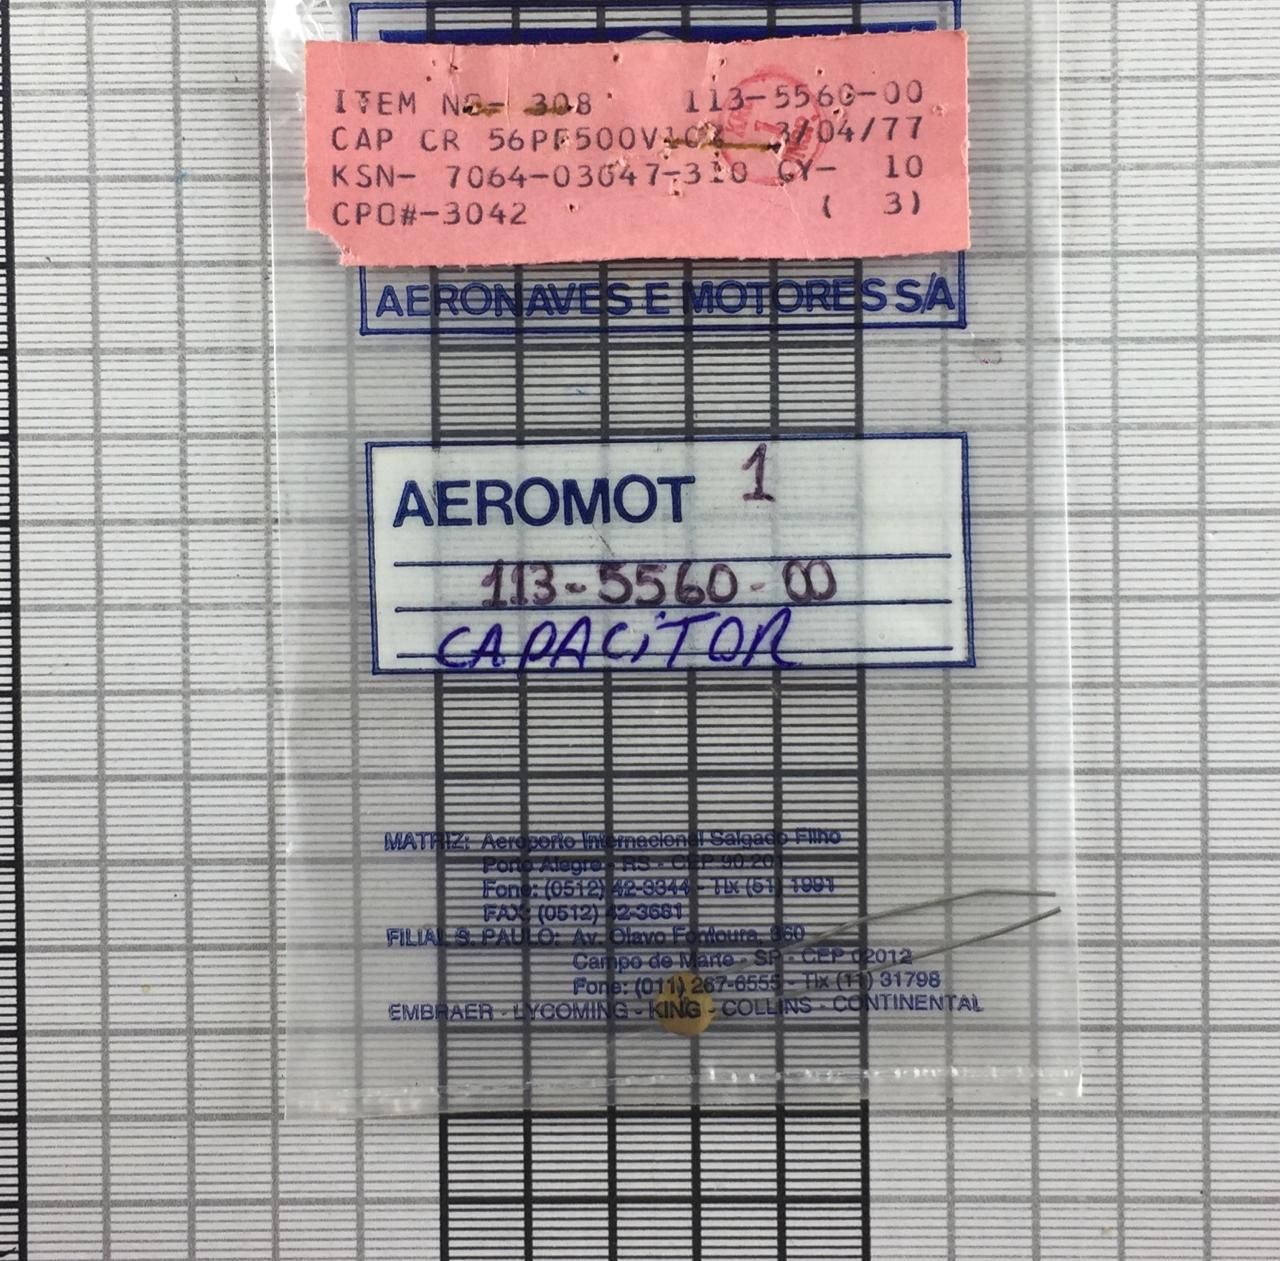 ITEM NO- 308 113-5560-00
CAP CR 56PF500V10% 3/04/77
KSN- 7064-03047-310 QY- 10
CPO#-3042 ( 3)
AERONAVES E MOTORES S/A
AEROMOT 1
113-5560-00
CAPACiTOR
MATRIZ: Aeroporto Internacional Salgado Filho
Porto Alegre - RS - CEP 90.201
Fone: (0512) 42-3344 - Tlx (51) 1991
FAX: (0512) 42-3681
FILIAL S. PAULO: Av. Olavo Fontoura, 960
Campo de Marte - SP - CEP 02012
Fone: (011) 267-6555 - Tlx (11) 31798
EMBRAER - LYCOMING - KING - COLLINS - CONTINENTAL